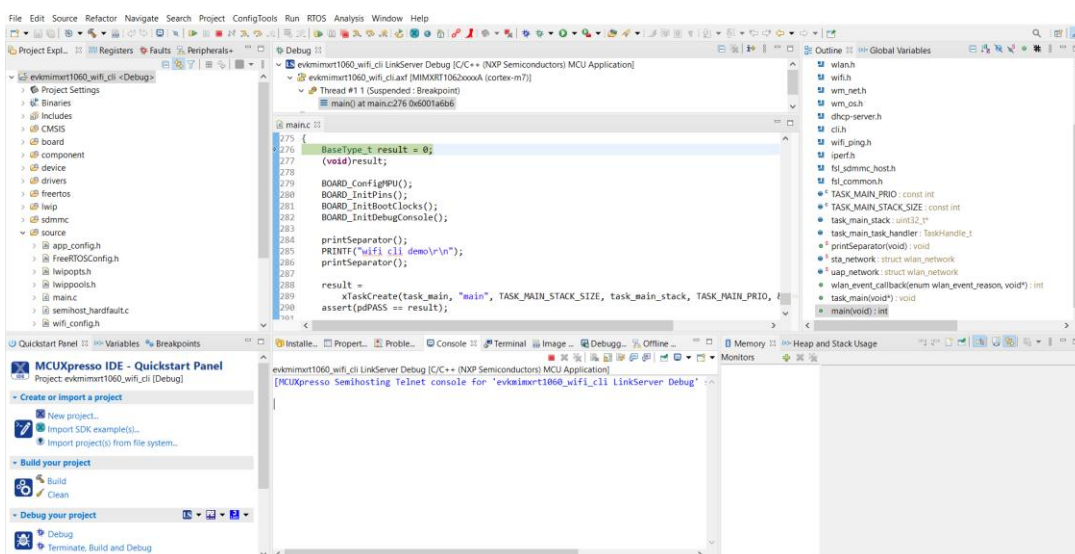 File Edit Source Refactor Navigate Search Project ConfigTools Run RTOS Analysis Window Help
Project Expl... Registers Faults Peripherals+
evkmimxrt1060_wifi_cli <Debug>
Project Settings
Binaries
Includes
CMSIS
board
component
device
drivers
freertos
lwip
sdmmc
source
app_config.h
FreeRTOSConfig.h
lwipopts.h
lwippools.h
main.c
semihost_hardfault.c
wifi_config.h
Debug
evkmimxrt1060_wifi_cli LinkServer Debug [C/C++ (NXP Semiconductors) MCU Application]
evkmimxrt1060_wifi_cli.axf [MIMXRT1062xxxxA (cortex-m7)]
Thread #1 1 (Suspended : Breakpoint)
main() at main.c:276 0x6001a6b6
main.c
275 {
276 BaseType_t result = 0;
277 (void)result;
278
279 BOARD_ConfigMPU();
280 BOARD_InitPins();
281 BOARD_InitBootClocks();
282 BOARD_InitDebugConsole();
283
284 printSeparator();
285 PRINTF("wifi cli demo\r\n");
286 printSeparator();
287
288 result =
289 xTaskCreate(task_main, "main", TASK_MAIN_STACK_SIZE, task_main_stack, TASK_MAIN_PRIO, &
290 assert(pdPASS == result);
291
Outline Global Variables
wlan.h
wifi.h
wm_net.h
wm_os.h
dhcp-server.h
cli.h
wifi_ping.h
iperf.h
fsl_sdmmc_host.h
fsl_common.h
TASK_MAIN_PRIO : const int
TASK_MAIN_STACK_SIZE : const int
task_main_stack : uint32_t*
task_main_task_handler : TaskHandle_t
printSeparator(void) : void
sta_network : struct wlan_network
uap_network : struct wlan_network
wlan_event_callback(enum wlan_event_reason, void*) : int
task_main(void*) : void
main(void) : int
Quickstart Panel Variables Breakpoints
MCUXpresso IDE - Quickstart Panel
Project: evkmimxrt1060_wifi_cli [Debug]
Create or import a project
New project...
Import SDK example(s)...
Import project(s) from file system...
Build your project
Build
Clean
Debug your project
Debug
Terminate, Build and Debug
Installe... Propert... Proble... Console Terminal Image ... Debugg... Offline ...
evkmimxrt1060_wifi_cli LinkServer Debug [C/C++ (NXP Semiconductors) MCU Application]
[MCUXpresso Semihosting Telnet console for 'evkmimxrt1060_wifi_cli LinkServer Debug' :
Memory Heap and Stack Usage
Monitors